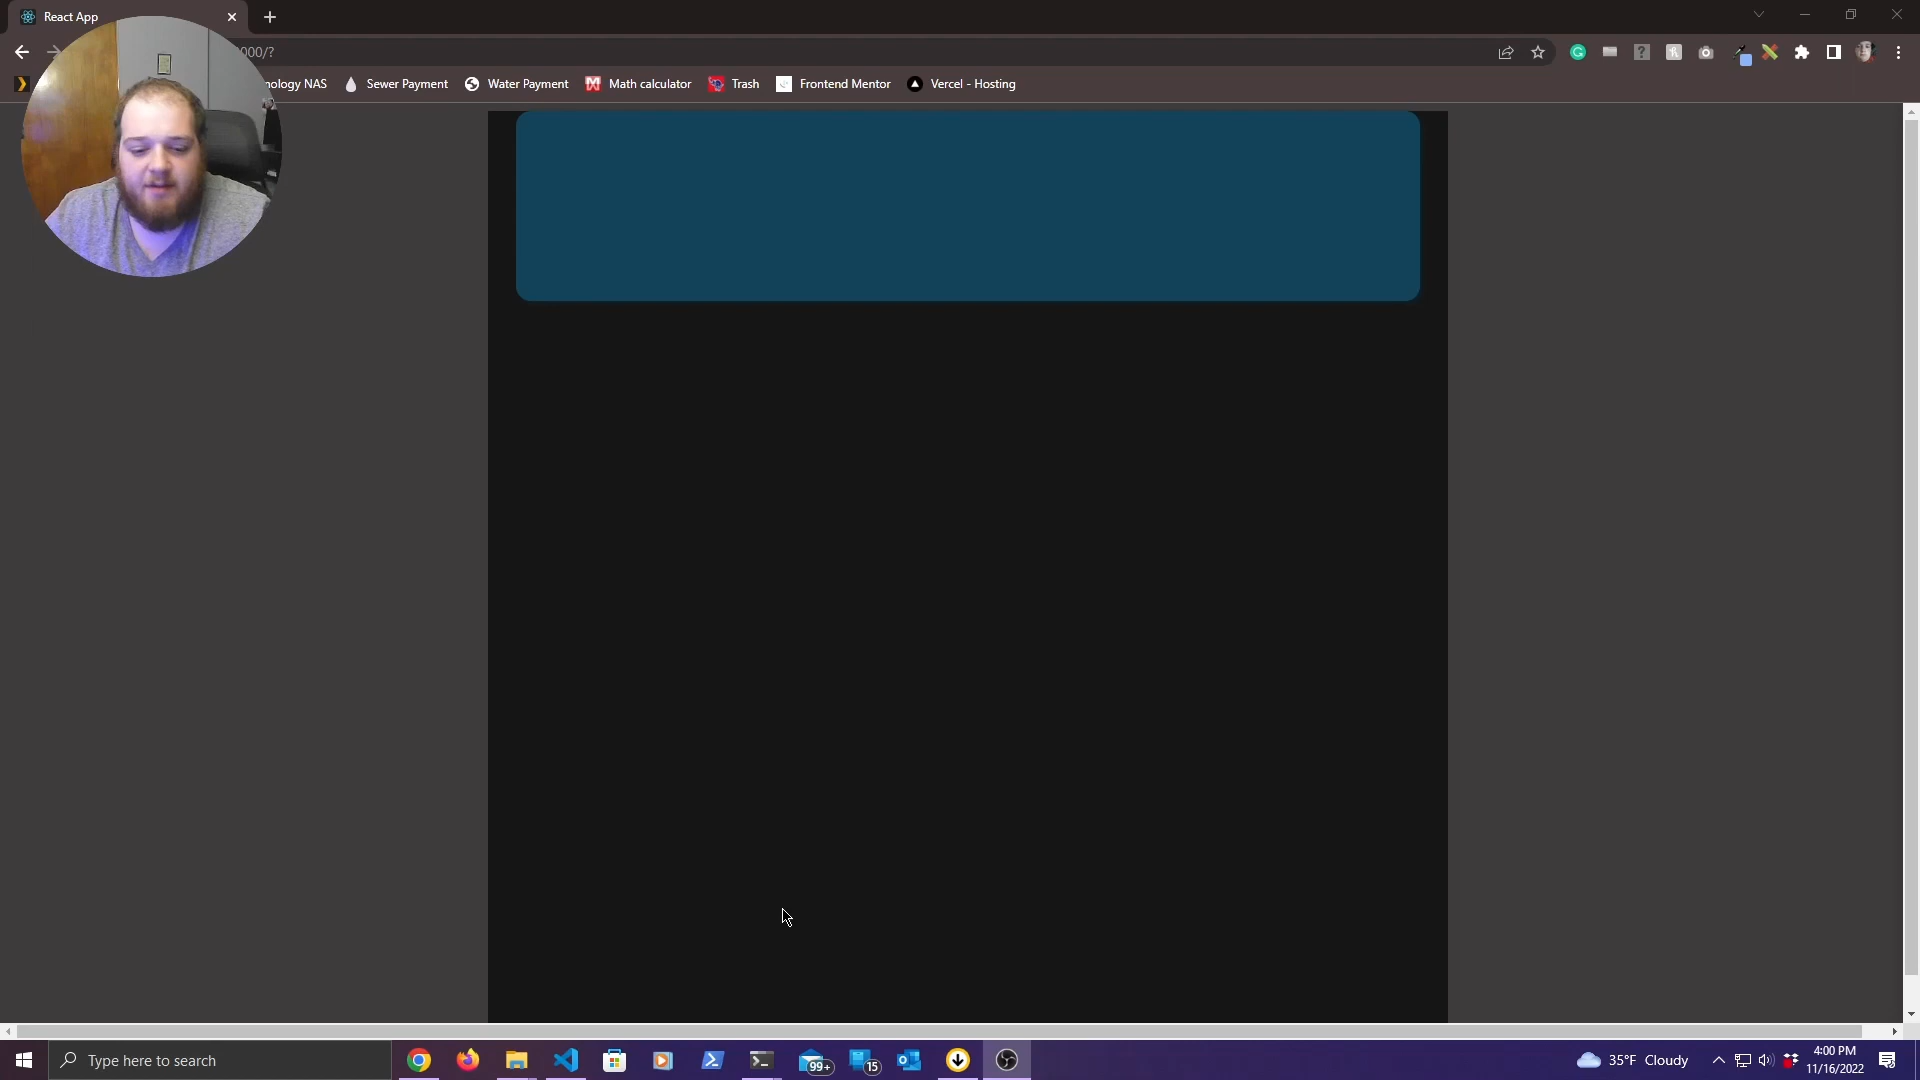 React App
000/?
nology NAS
Sewer Payment
Water Payment
Math calculator
Trash
Frontend Mentor
Vercel - Hosting
Type here to search
99+
15
35°F Cloudy
4:00 PM
11/16/2022